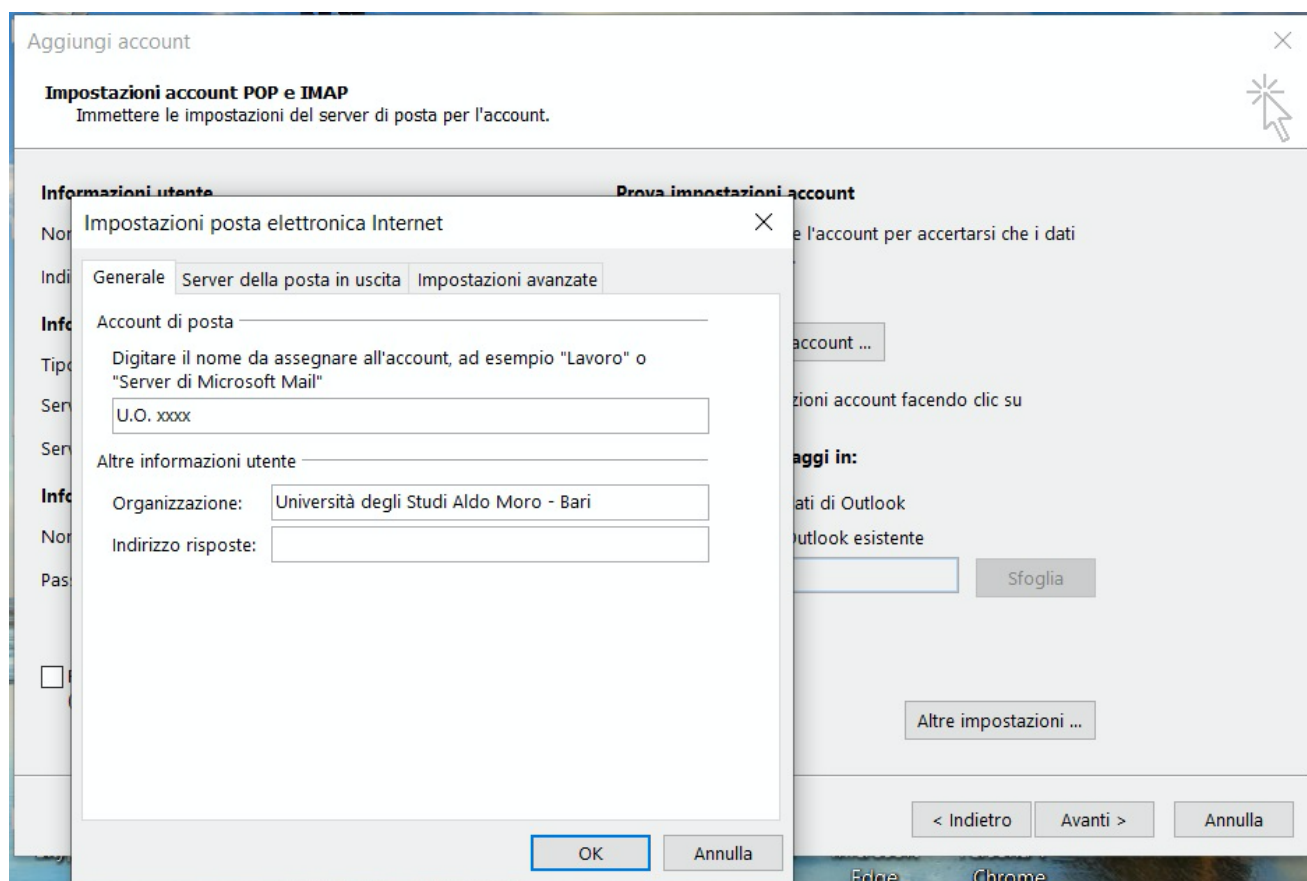 Aggiungi account
Impostazioni account POP e IMAP
Immettere le impostazioni del server di posta per l'account.
Informazioni utente
Prova impostazioni account
Impostazioni posta elettronica Internet
e l'account per accertarsi che i dati
Generale
Server della posta in uscita
Impostazioni avanzate
Account di posta
Digitare il nome da assegnare all'account, ad esempio "Lavoro" o
"Server di Microsoft Mail"
account ...
U.O. xxxx
zioni account facendo clic su
Altre informazioni utente
aggi in:
Organizzazione:
Università degli Studi Aldo Moro - Bari
ati di Outlook
Indirizzo risposte:
Outlook esistente
Pas
Sfoglia
Altre impostazioni ...
< Indietro
Avanti >
Annulla
OK
Annulla
Edge
Chrome